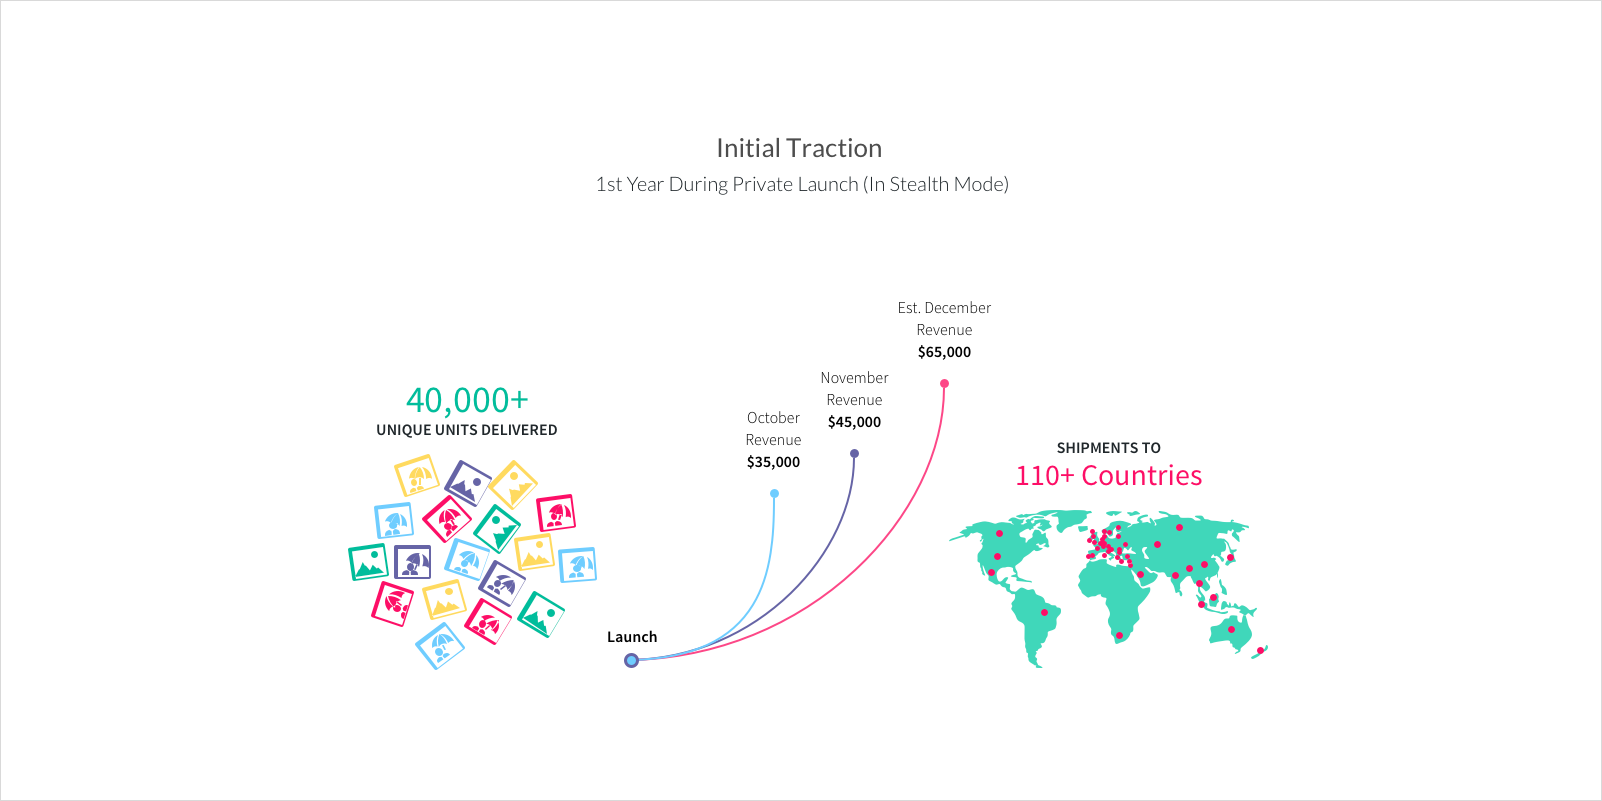 Initial Traction
1st Year During Private Launch (In Stealth Mode)
40,000+
UNIQUE UNITS DELIVERED
Launch
October
Revenue
$35,000
November
Revenue
$45,000
Est. December
Revenue
$65,000
SHIPMENTS TO
110+ Countries